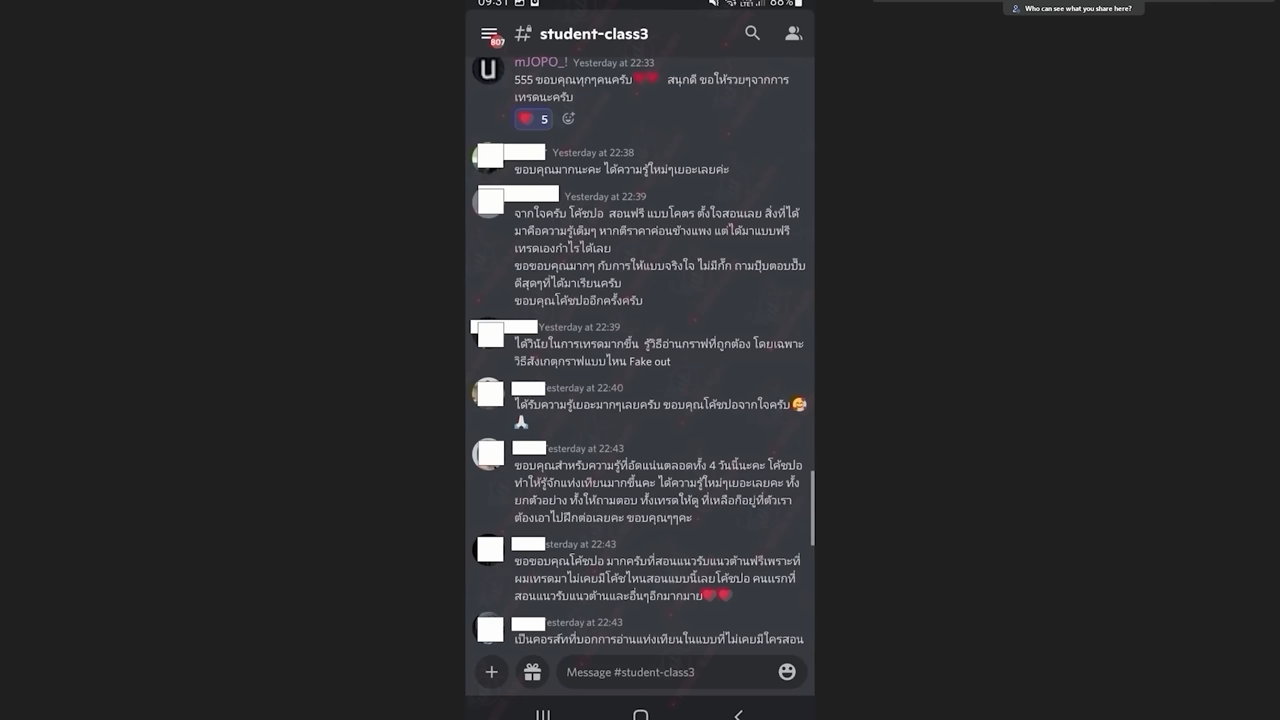 Who can see what you share here?
09:31
88%
807
student-class3
mJOPO_! Yesterday at 22:33
555 ขอบคุณทุกๆคนครับ❤️❤️ สนุกดี ขอให้รวยๆจากการ
เทรดนะครับ
❤️ 5
Yesterday at 22:38
ขอบคุณมากนะคะ ได้ความรู้ใหม่ๆเยอะเลยค่ะ
Yesterday at 22:39
จากใจครับ โค้ชปอ สอนฟรี แบบโคตร ตั้งใจสอนเลย สิ่งที่ได้
มาคือความรู้เต็มๆ หากตีราคาค่อนข้างแพง แต่ได้มาแบบฟรี
เทรดเองกำไรได้เลย
ขอขอบคุณมากๆ กับการให้แบบจริงใจ ไม่มีกั๊ก ถามปุ๊บตอบปั๊บ
ดีสุดๆที่ได้มาเรียนครับ
ขอบคุณโค้ชปออีกครั้งครับ
Yesterday at 22:39
ได้วินัยในการเทรดมากขึ้น รู้วิธีอ่านกราฟที่ถูกต้อง โดยเฉพาะ
วิธีสังเกตุกราฟแบบไหน Fake out
esterday at 22:40
ได้รับความรู้เยอะมากๆเลยครับ ขอบคุณโค้ชปอจากใจครับ🥰
🙏
esterday at 22:43
ขอบคุณสำหรับความรู้ที่อัดแน่นตลอดทั้ง 4 วันนี้นะคะ โค้ชปอ
ทำให้รู้จักแท่งเทียนมากขึ้นคะ ได้ความรู้ใหม่ๆเยอะเลยคะ ทั้ง
ยกตัวอย่าง ทั้งให้ถามตอบ ทั้งเทรดให้ดู ที่เหลือก็อยู่ที่ตัวเรา
ต้องเอาไปฝึกต่อเลยคะ ขอบคุณๆๆคะ
sterday at 22:43
ขอขอบคุณโค้ชปอ มากครับที่สอนแนวรับแนวต้านฟรีเพราะที่
ผมเทรดมาไม่เคยมีโค้ชไหนสอนแบบนี้เลยโค้ชปอ คนแรกที่
สอนแนวรับแนวต้านและอื่นๆอีกมากมาย❤️❤️
esterday at 22:43
เป็นคอรส์ทที่บอกการอ่านแท่งเทียนในแบบที่ไม่เคยมีใครสอน
Message #student-class3